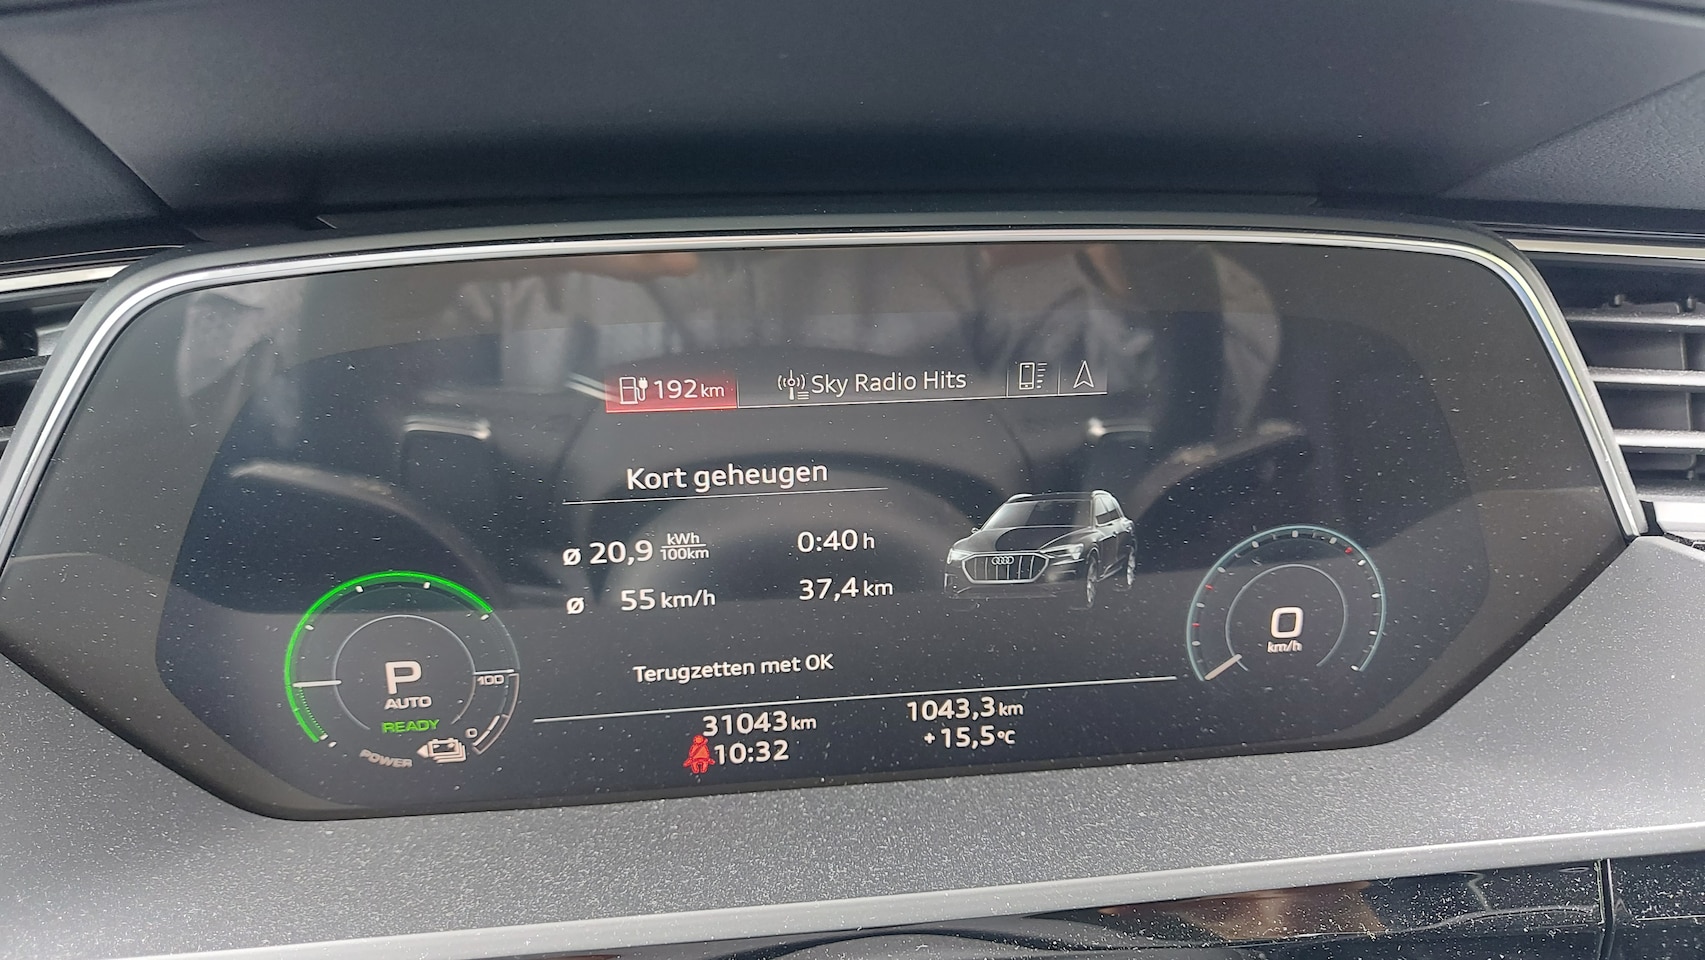 192 km Sky Radio Hits
Kort geheugen
ø 20,9 kWh/100km 0:40 h
ø 55 km/h 37,4 km
Terugzetten met OK
P
AUTO
READY
POWER
100
0
0
km/h
31043 km 1043,3 km
10:32 +15,5 °C